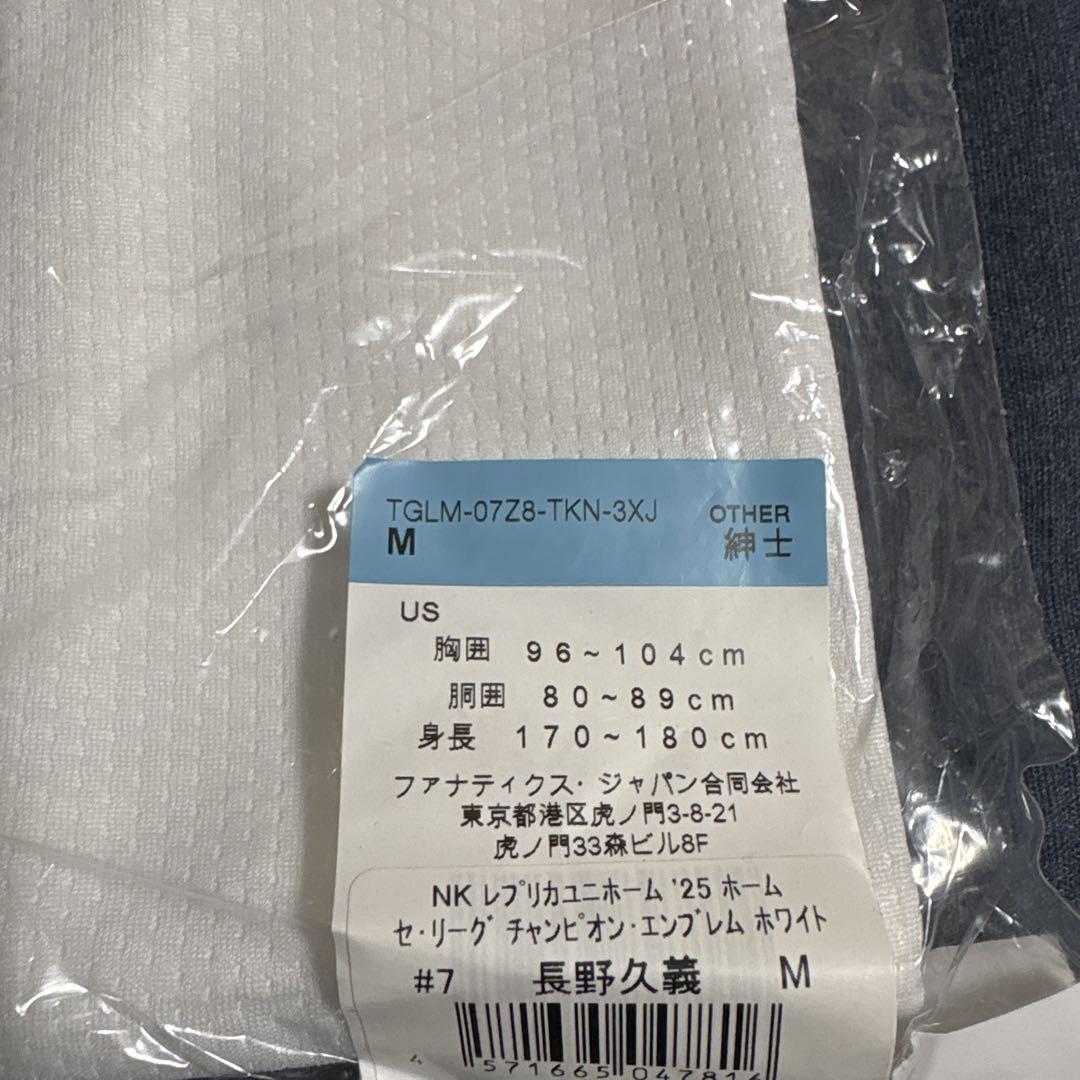 TGLM-07Z8-TKN-3XJ OTHER
M 紳士
US
胸囲 96~104cm
胴囲 80~89cm
身長 170~180cm
ファナティクス・ジャパン合同会社
東京都港区虎ノ門3-8-21
虎ノ門33森ビル8F
NK レプリカユニホーム '25 ホーム
セ・リーグ チャンピオン・エンブレム ホワイト
#7 長野久義 M
4 571665 047814